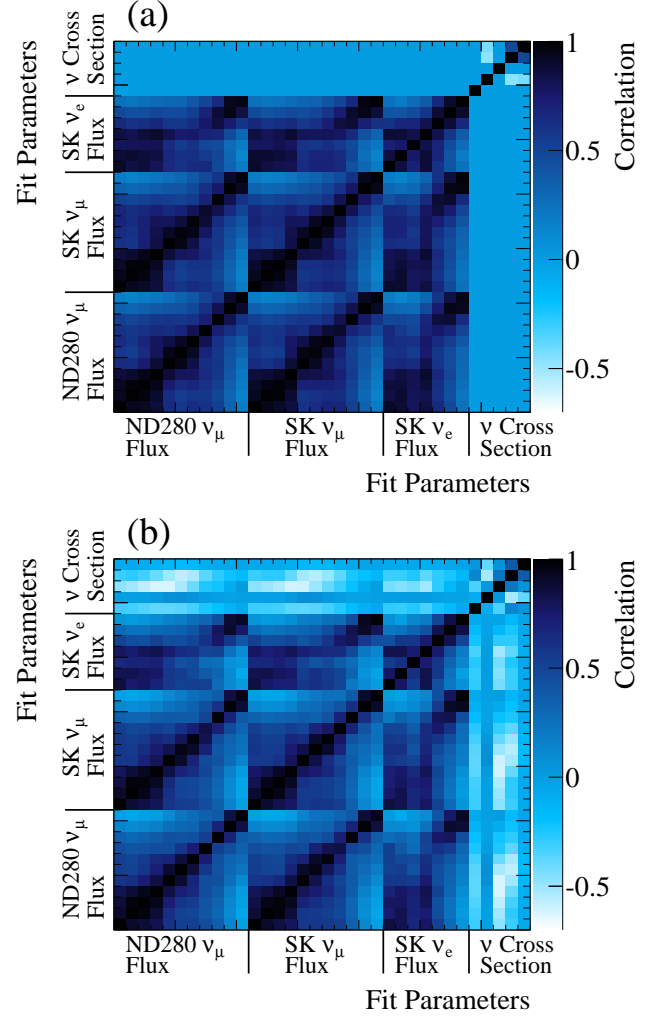 (a)
Fit Parameters
ν Cross
Section
SK νe
Flux
SK νμ
Flux
ND280 νμ
Flux
1
0.5
0
-0.5
Correlation
ND280 νμ
Flux
SK νμ
Flux
SK νe
Flux
ν Cross
Section
Fit Parameters
(b)
Fit Parameters
ν Cross
Section
SK νe
Flux
SK νμ
Flux
ND280 νμ
Flux
1
0.5
0
-0.5
Correlation
ND280 νμ
Flux
SK νμ
Flux
SK νe
Flux
ν Cross
Section
Fit Parameters